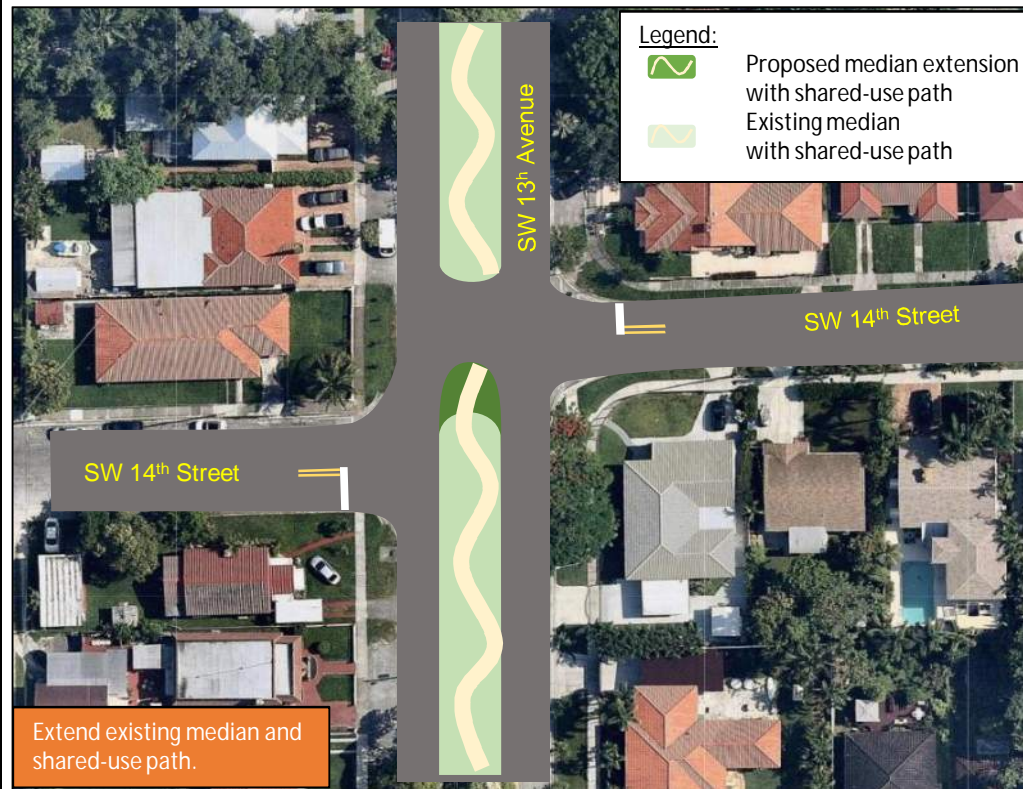 Legend:
Proposed median extension
with shared-use path
Existing median
with shared-use path
SW 13h Avenue
SW 14th Street
SW 14th Street
Extend existing median and
shared-use path.